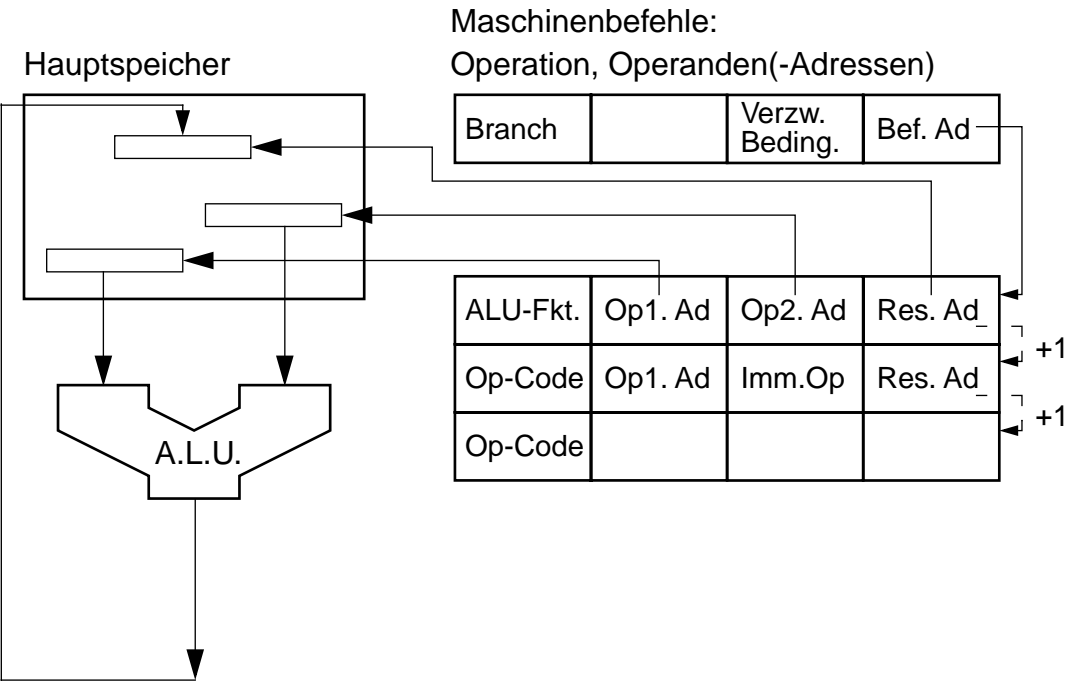 Maschinenbefehle:
Hauptspeicher
Operation, Operanden(-Adressen)
Branch
Verzw.
Beding.
Bef. Ad
ALU-Fkt.
Op1. Ad
Op2. Ad
Res. Ad
+1
Op-Code
Op1. Ad
Imm.Op
Res. Ad
+1
Op-Code
A.L.U.